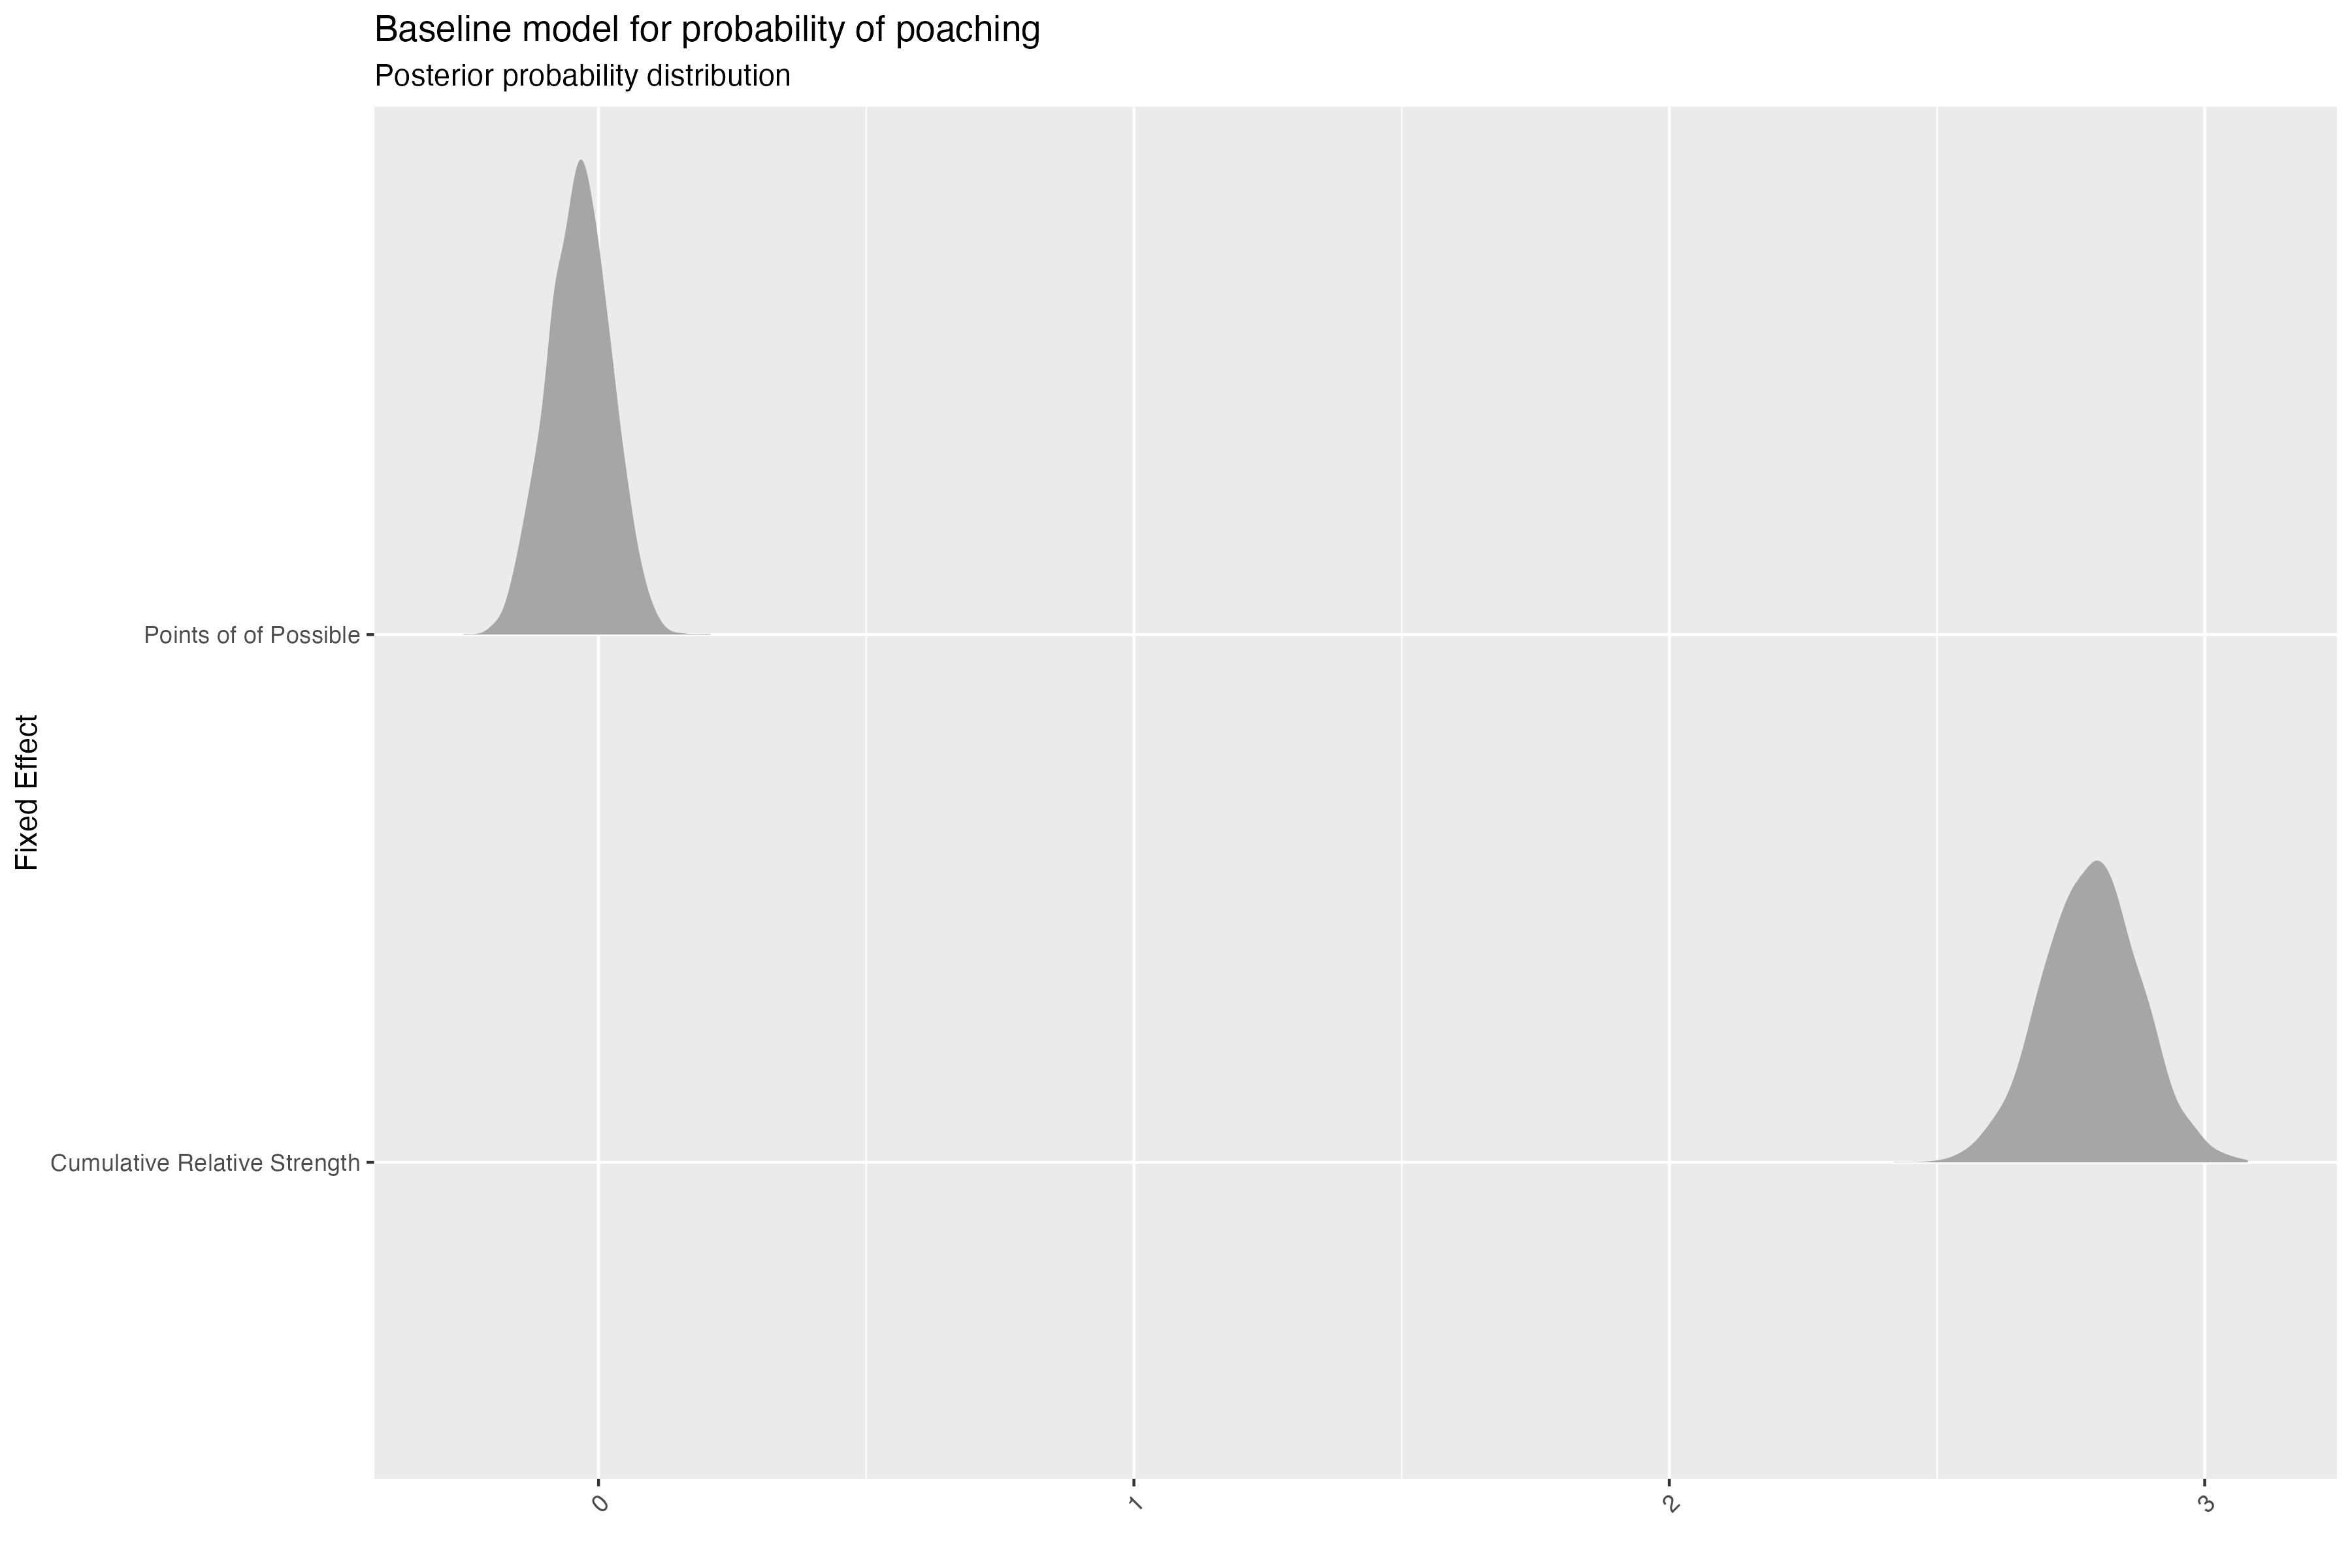 Baseline model for probability of poaching
Posterior probability distribution
Points of of Possible
Fixed Effect
Cumulative Relative Strength
0
1
2
3